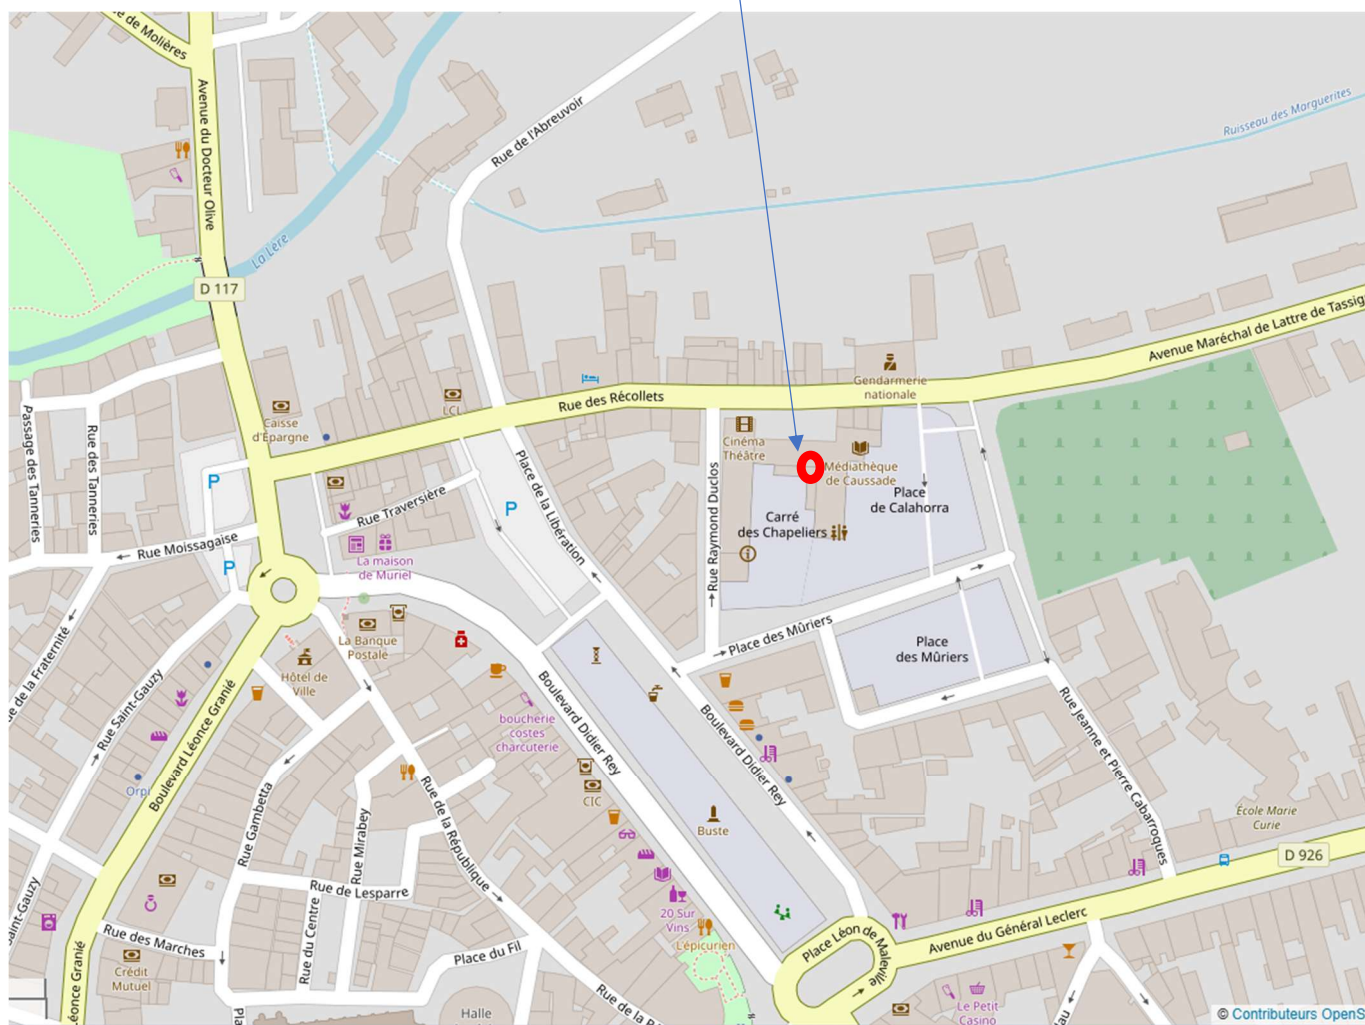 de Molières
Avenue du Docteur Olive
Rue de l'Abreuvoir
Ruisseau des Marguerites
La Lère
D 117
Avenue Maréchal de Lattre de Tassig
Gendarmerie
nationale
Rue des Récollets
LCL
Caisse
d'Épargne
Passage des Tanneries
Rue des Tanneries
Cinéma
Théâtre
Médiathèque
de Caussade
Place
de Calahorra
P
P
P
Rue Traversière
Place de la Libération
Rue Raymond Duclos
Carré
des Chapeliers
Rue Moissagaise
La maison
de Muriel
La Banque
Postale
Place des Mûriers
Place
des Mûriers
Hôtel de
Ville
de la Fraternité
Rue Saint-Gauzy
Boulevard Léonce Granié
Boulevard Didier Rey
boucherie
costes
charcuterie
Boulevard Didier Rey
Rue Jeanne et Pierre Cabarroques
Orpi
CIC
Buste
École Marie
Curie
Rue Gambetta
Rue Mirabey
Rue de la République
D 926
Rue de Lesparre
Saint-Gauzy
Rue du Centre
20 Sur
Vins
L'épicurien
Place Léon de Maleville
Avenue du Général Leclerc
Rue des Marches
Place du Fil
Crédit
Mutuel
Léonce Granié
Halle
Le Petit
Casino
© Contributeurs OpenS